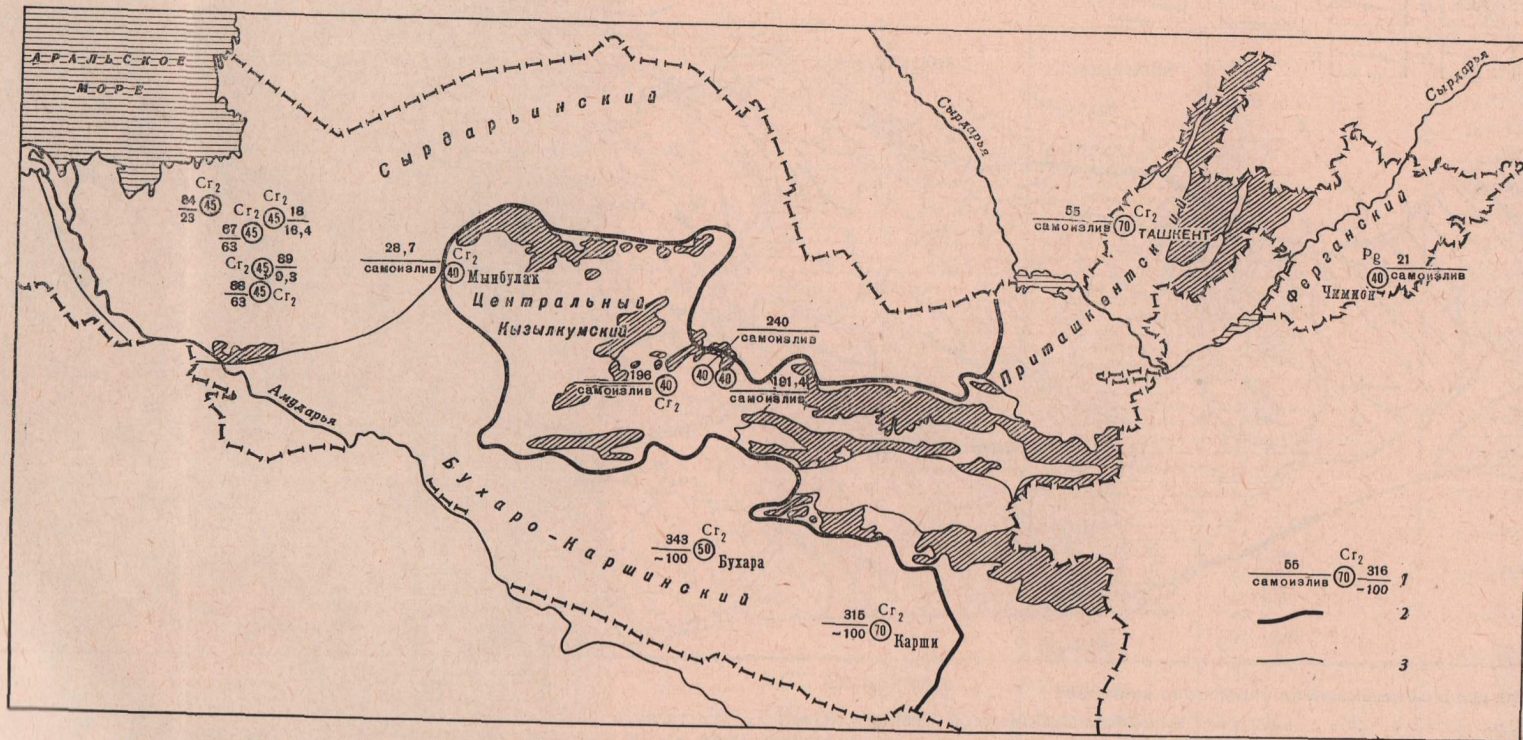 АРАЛЬСКОЕ
МОРЕ
Сырдарьинский
Сырдарья
Сырдарья
Cr2
84
23
45
Cr2
67
63
45
Cr2
45
18
16,4
Cr2
45
89
9,3
88
63
45
Cr2
28,7
самоизлив
Cr2
40
Мынбулак
Центральный
Кызылкумский
240
самоизлив
40
40
191,4
самоизлив
196
самоизлив
40
Cr2
55
самоизлив
70
Cr2
ТАШКЕНТ
Приташкентский
Ферганский
Pg
40
21
самоизлив
Чимион
Амударья
Бухаро-Каршинский
343
~100
50
Cr2
Бухара
315
~100
70
Cr2
Карши
55
самоизлив
70
Cr2
316
~100
1
2
3